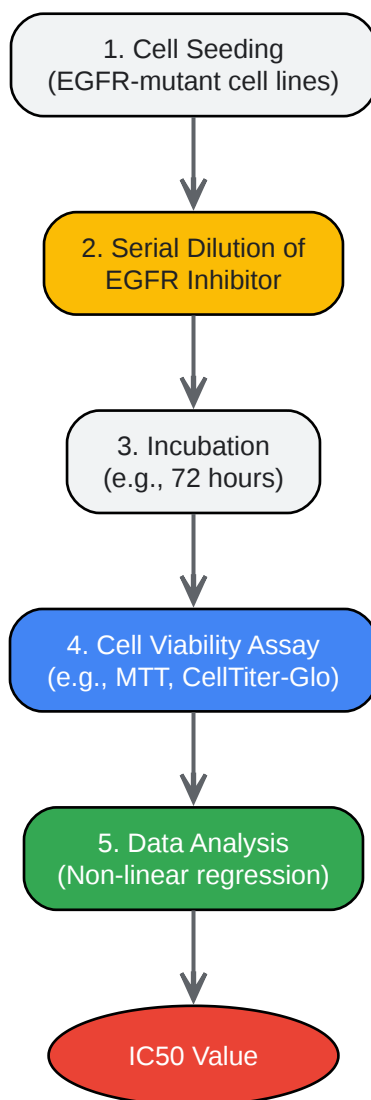 1. Cell Seeding
(EGFR-mutant cell lines)
2. Serial Dilution of
EGFR Inhibitor
3. Incubation
(e.g., 72 hours)
4. Cell Viability Assay
(e.g., MTT, CellTiter-Glo)
5. Data Analysis
(Non-linear regression)
IC50 Value